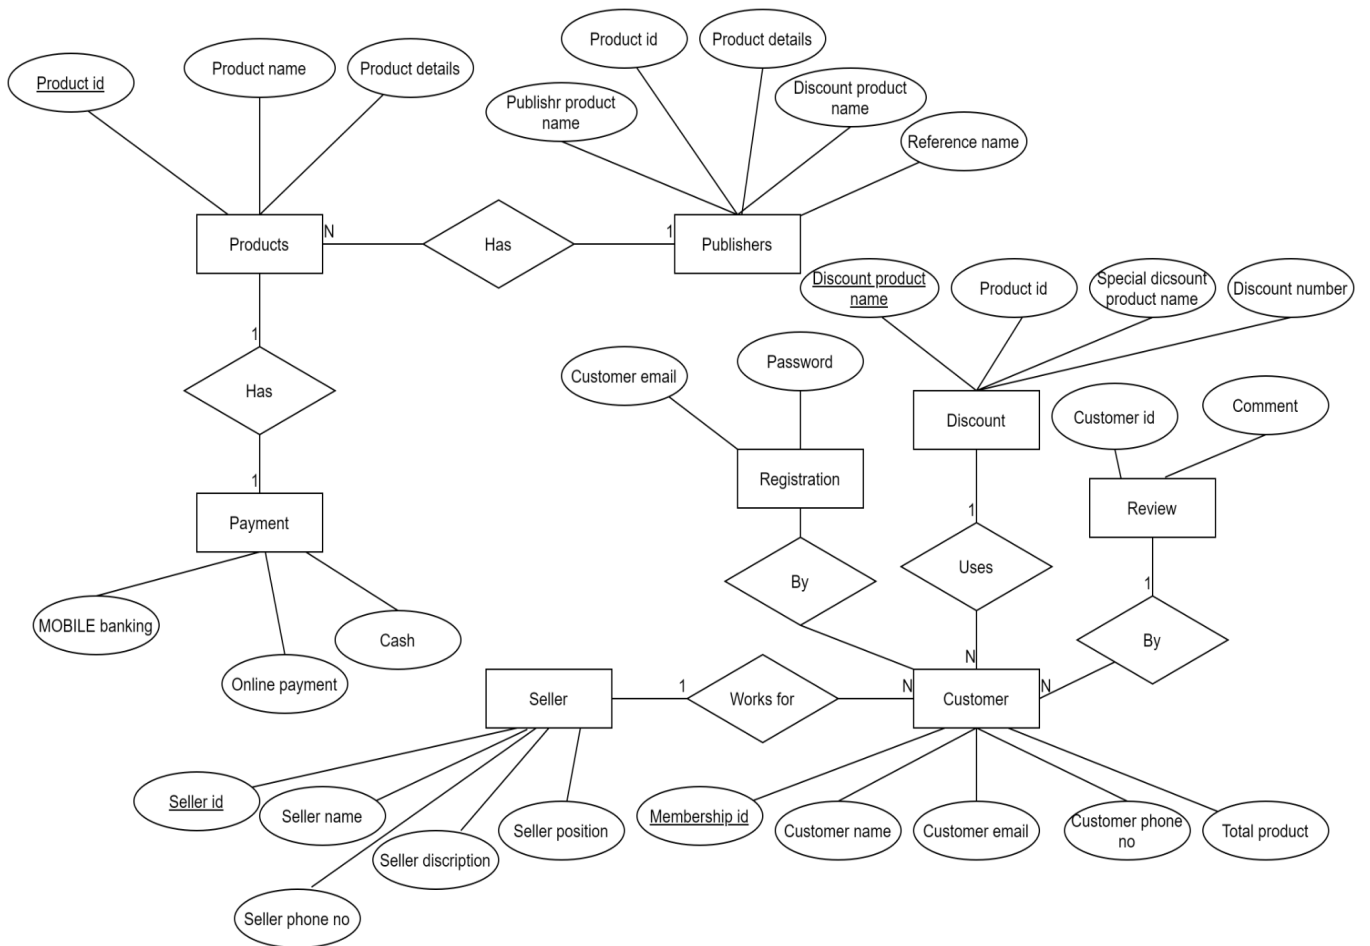 Product id
Product name
Product details
Product id
Product details
Publishr product
name
Discount product
name
Reference name
Products
N
Has
1
Publishers
Discount product
name
Product id
Special dicsount
product name
Discount number
1
Has
1
Payment
MOBILE banking
Online payment
Cash
Customer email
Password
Registration
By
Discount
1
Uses
N
Customer id
Comment
Review
1
By
N
Seller
1
Works for
N
Customer
Seller id
Seller name
Seller phone no
Seller discription
Seller position
Membership id
Customer name
Customer email
Customer phone
no
Total product